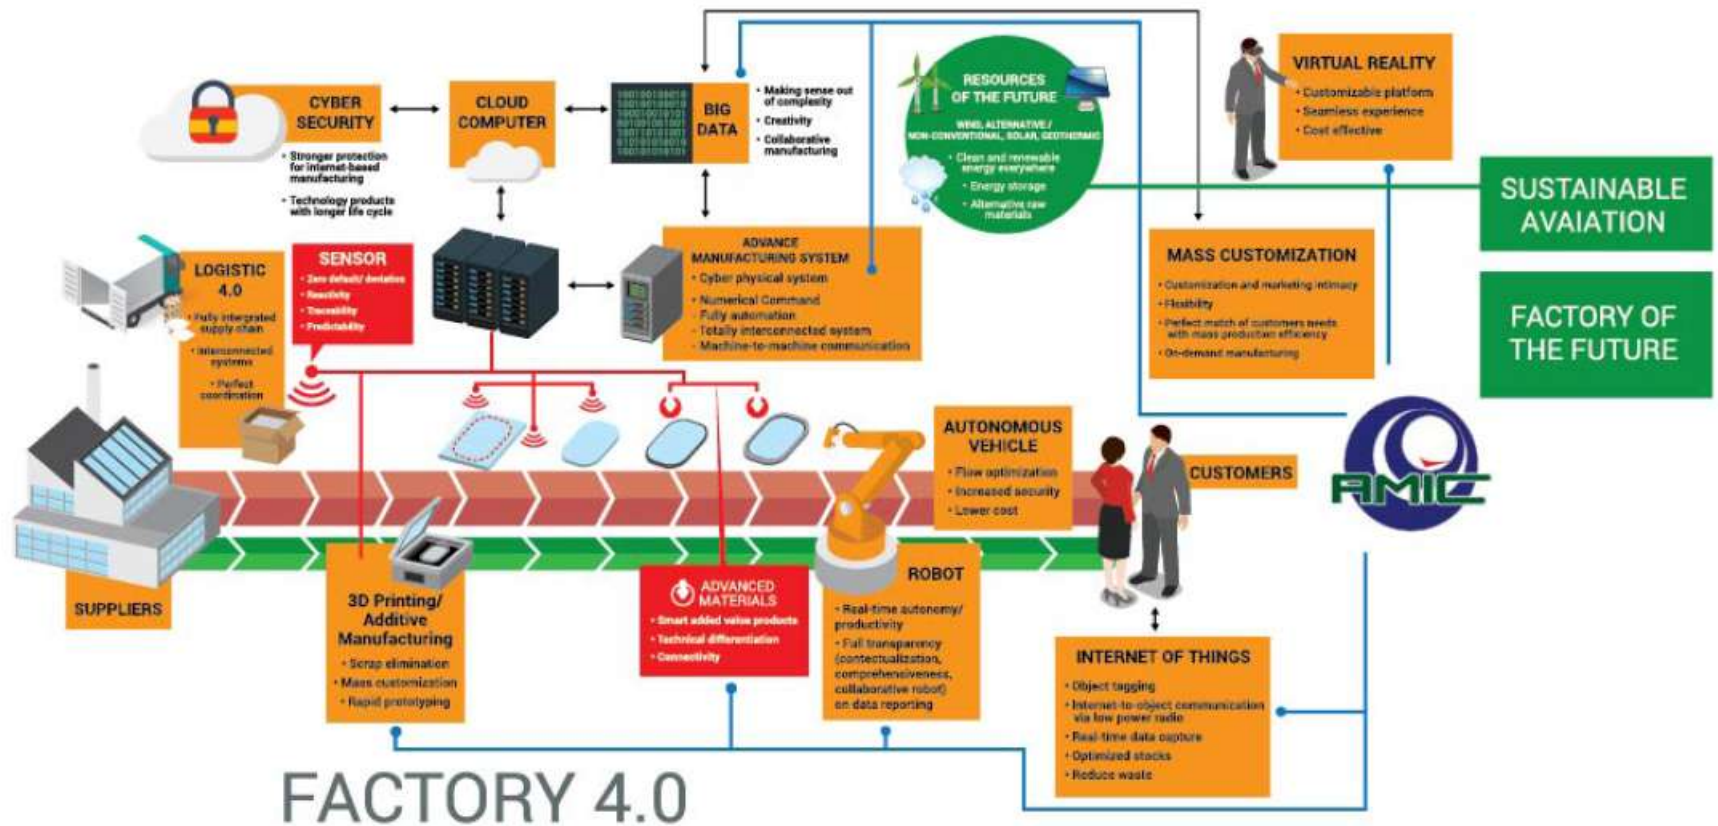 CYBER
SECURITY
• Stronger protection
for internet-based
manufacturing
• Technology products
with longer life cycle
CLOUD
COMPUTER
BIG
DATA
• Making sense out
of complexity
• Creativity
• Collaborative
manufacturing
RESOURCES
OF THE FUTURE
WIND, ALTERNATIVE /
NON-CONVENTIONAL, SOLAR, GEOTHERMIC
• Clean and renewable
energy everywhere
• Energy storage
• Alternative raw
materials
VIRTUAL REALITY
• Customizable platform
• Seamless experience
• Cost effective
SUSTAINABLE
AVAIATION
FACTORY OF
THE FUTURE
LOGISTIC
4.0
• Fully intergrated
supply chain
• Interconnected
systems
• Perfect
coordination
SENSOR
• Zero default/ deviation
• Reactivity
• Traceability
• Predictability
ADVANCE
MANUFACTURING SYSTEM
• Cyber physical system
- Numerical Command
- Fully automation
- Totally interconnected system
- Machine-to-machine communication
MASS CUSTOMIZATION
• Customization and marketing intimacy
• Flexibility
• Perfect match of customers needs
with mass production efficiency
• On-demand manufacturing
AUTONOMOUS
VEHICLE
• Flow optimization
• Increased security
• Lower cost
CUSTOMERS
AMIC
SUPPLIERS
3D Printing/
Additive
Manufacturing
• Scrap elimination
• Mass customization
• Rapid prototyping
ADVANCED
MATERIALS
• Smart added value products
• Technical differentiation
• Connectivity
ROBOT
• Real-time autonomy/
productivity
• Full transparency
(contectualization,
comprehensiveness,
collaborative robot)
on data reporting
INTERNET OF THINGS
• Object tagging
• Internet-to-object communication
via low power radio
• Real-time data capture
• Optimized stocks
• Reduce waste
FACTORY 4.0